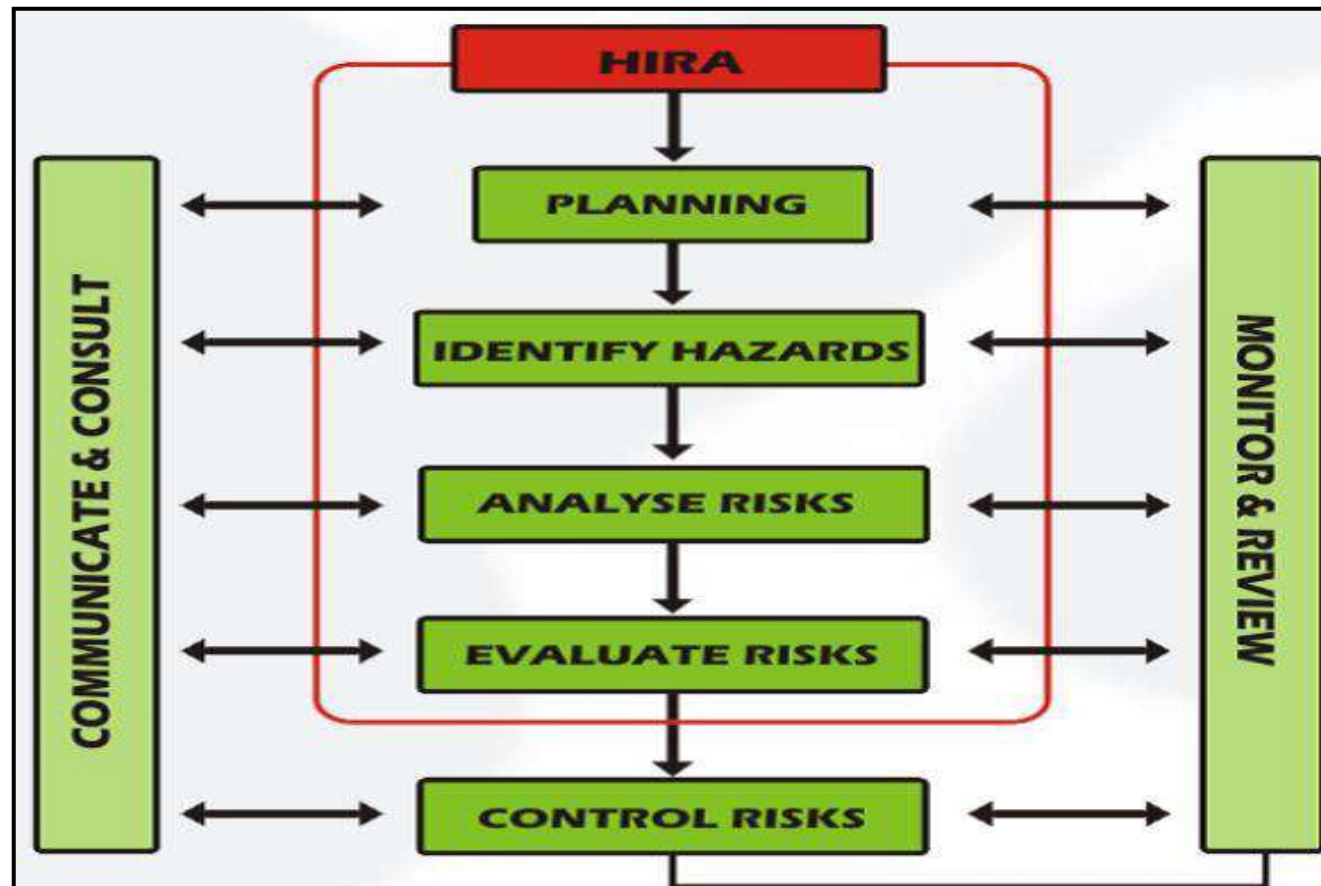 HIRA
PLANNING
IDENTIFY HAZARDS
ANALYSE RISKS
EVALUATE RISKS
CONTROL RISKS
COMMUNICATE & CONSULT
MONITOR & REVIEW